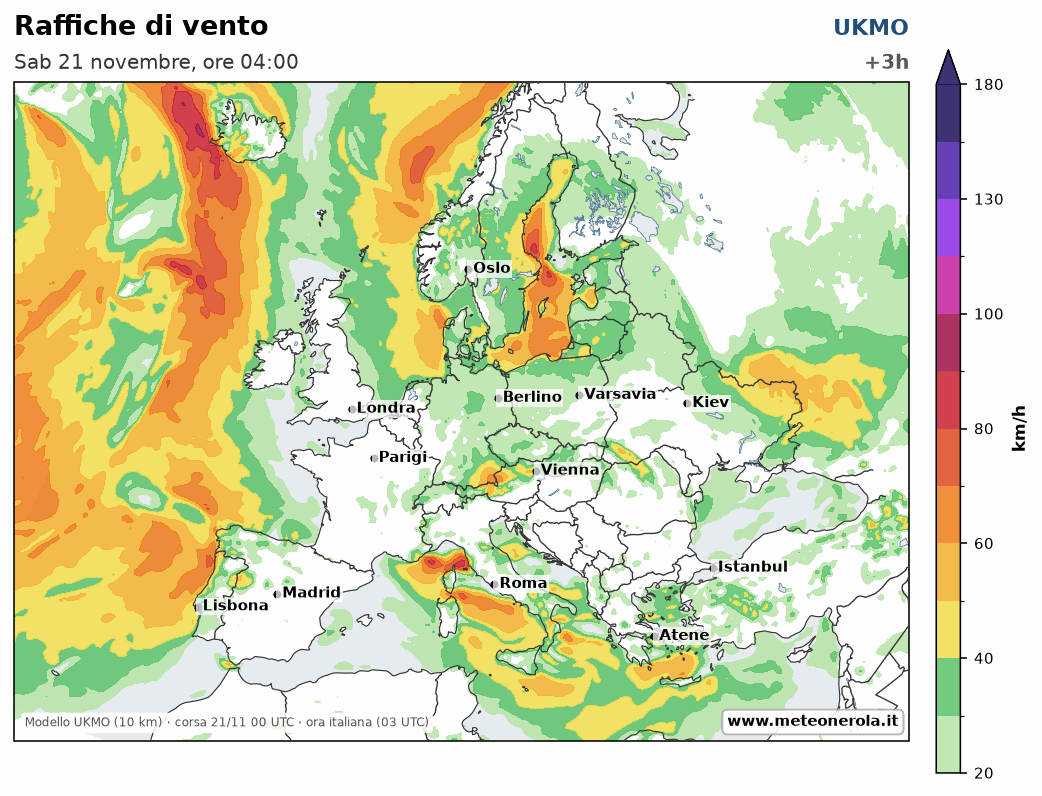 Raffiche di vento
UKMO
Sab 21 novembre, ore 04:00
+3h
180
130
100
80
60
40
20
km/h
Oslo
Londra
Berlino
Varsavia
Kiev
Parigi
Vienna
Istanbul
Roma
Madrid
Lisbona
Atene
Modello UKMO (10 km) · corsa 21/11 00 UTC · ora italiana (03 UTC)
www.meteonerola.it